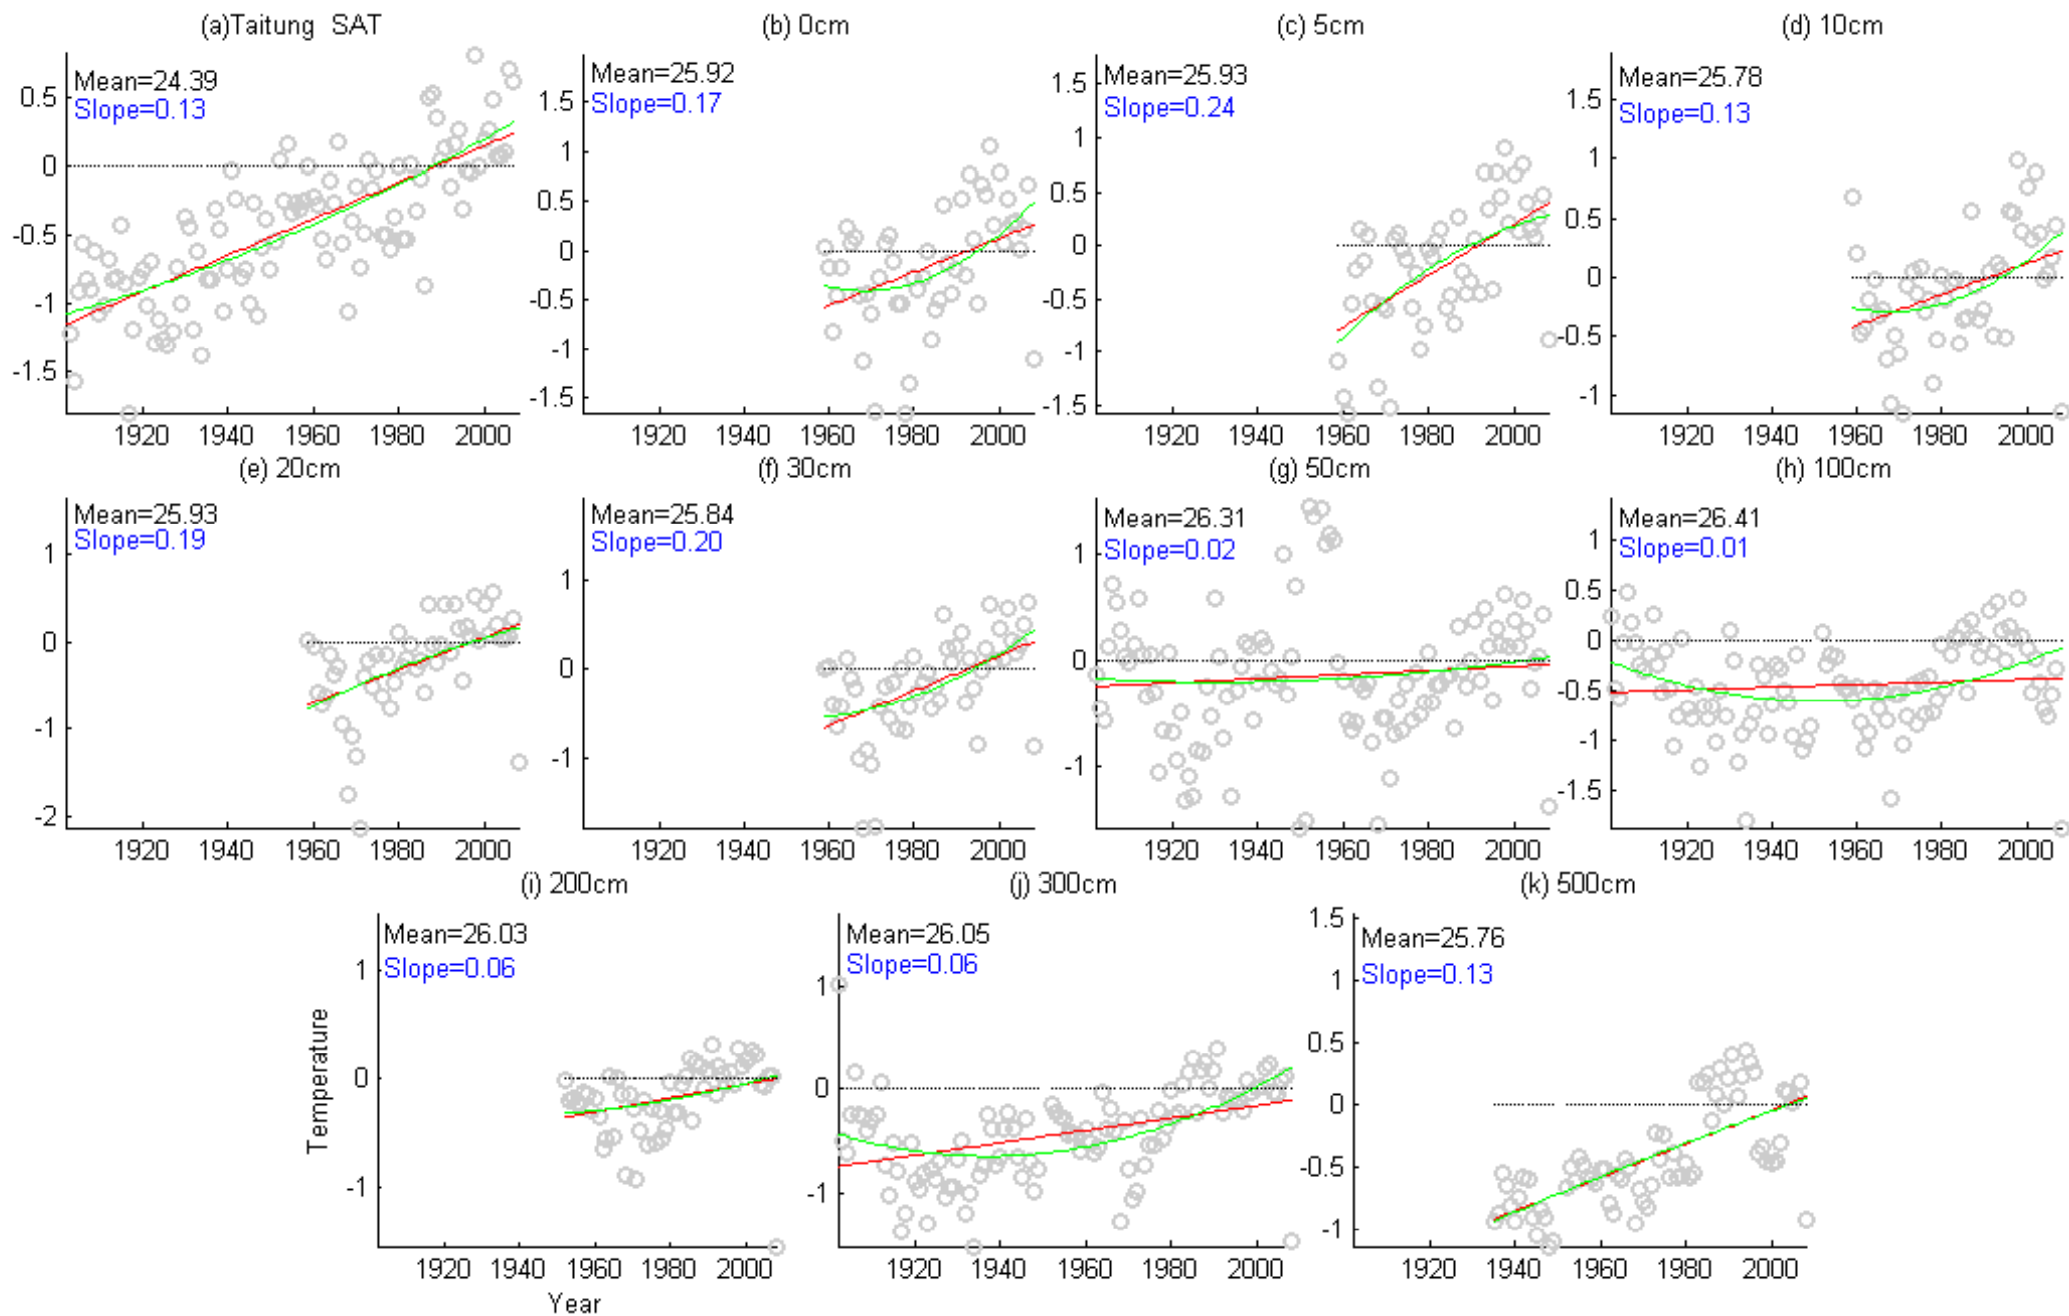 (a)Taitung SAT
Mean=24.39
Slope=0.13
0.5
0
-0.5
-1
-1.5
1920 1940 1960 1980 2000
(b) 0cm
Mean=25.92
Slope=0.17
1.5
1
0.5
0
-0.5
-1
-1.5
1920 1940 1960 1980 2000
(c) 5cm
Mean=25.93
Slope=0.24
1.5
1
0.5
0
-0.5
-1
-1.5
1920 1940 1960 1980 2000
(d) 10cm
Mean=25.78
Slope=0.13
1.5
1
0.5
0
-0.5
-1
1920 1940 1960 1980 2000
(e) 20cm
Mean=25.93
Slope=0.19
1
0
-1
-2
1920 1940 1960 1980 2000
(f) 30cm
Mean=25.84
Slope=0.20
1
0
-1
1920 1940 1960 1980 2000
(g) 50cm
Mean=26.31
Slope=0.02
1
0
-1
1920 1940 1960 1980 2000
(h) 100cm
Mean=26.41
Slope=0.01
1
0.5
0
-0.5
-1
-1.5
1920 1940 1960 1980 2000
(i) 200cm
Mean=26.03
Slope=0.06
1
0
-1
Temperature
1920 1940 1960 1980 2000
Year
(j) 300cm
Mean=26.05
Slope=0.06
1
0
-1
1920 1940 1960 1980 2000
(k) 500cm
Mean=25.76
Slope=0.13
1.5
1
0.5
0
-0.5
-1
1920 1940 1960 1980 2000